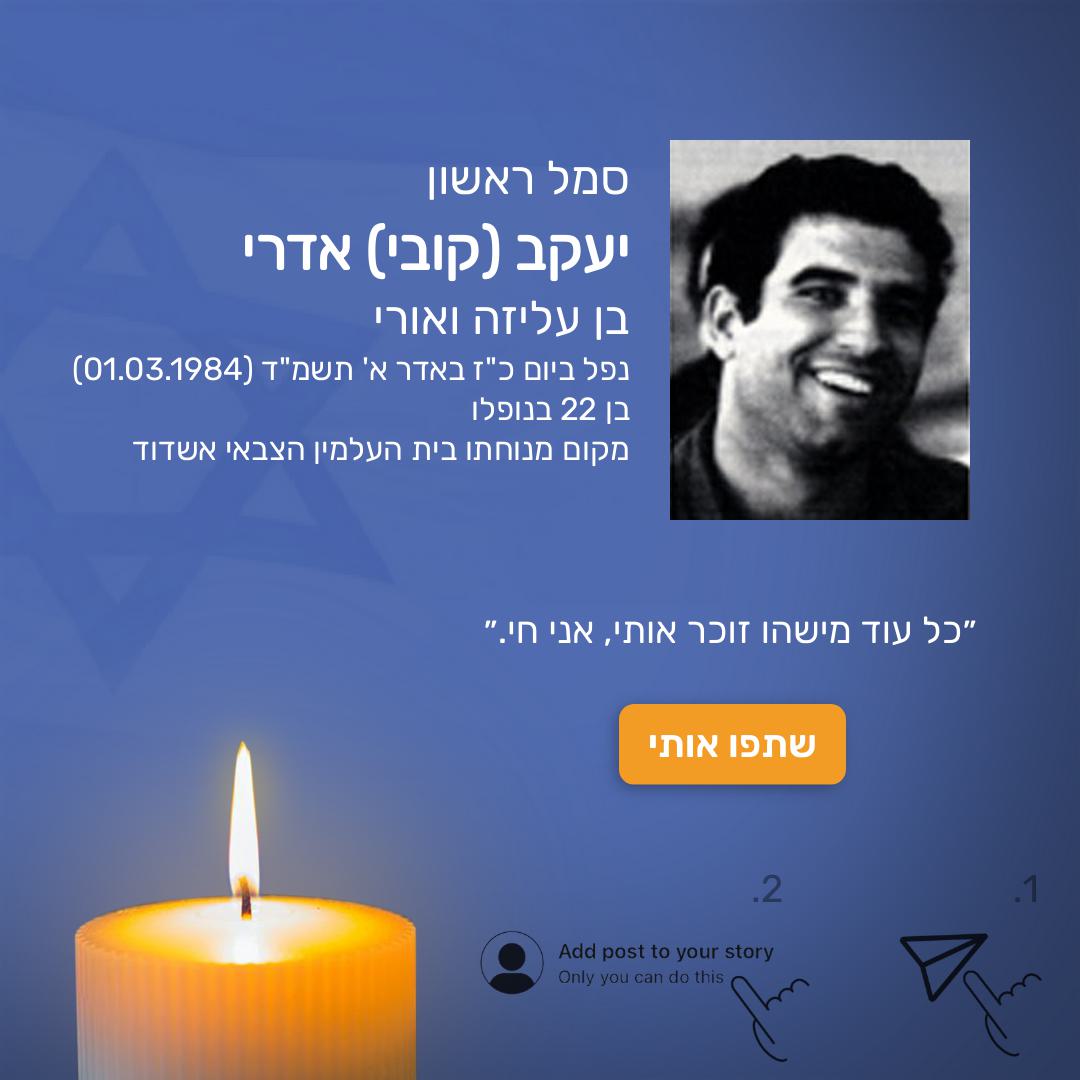 סמל ראשון
יעקב (קובי) אדרי
בן עליזה ואורי
נפל ביום כ"ז באדר א' תשמ"ד (01.03.1984)
בן 22 בנופלו
מקום מנוחתו בית העלמין הצבאי אשדוד
״כל עוד מישהו זוכר אותי, אני חי.״
שתפו אותי
1.
2.
Add post to your story
Only you can do this